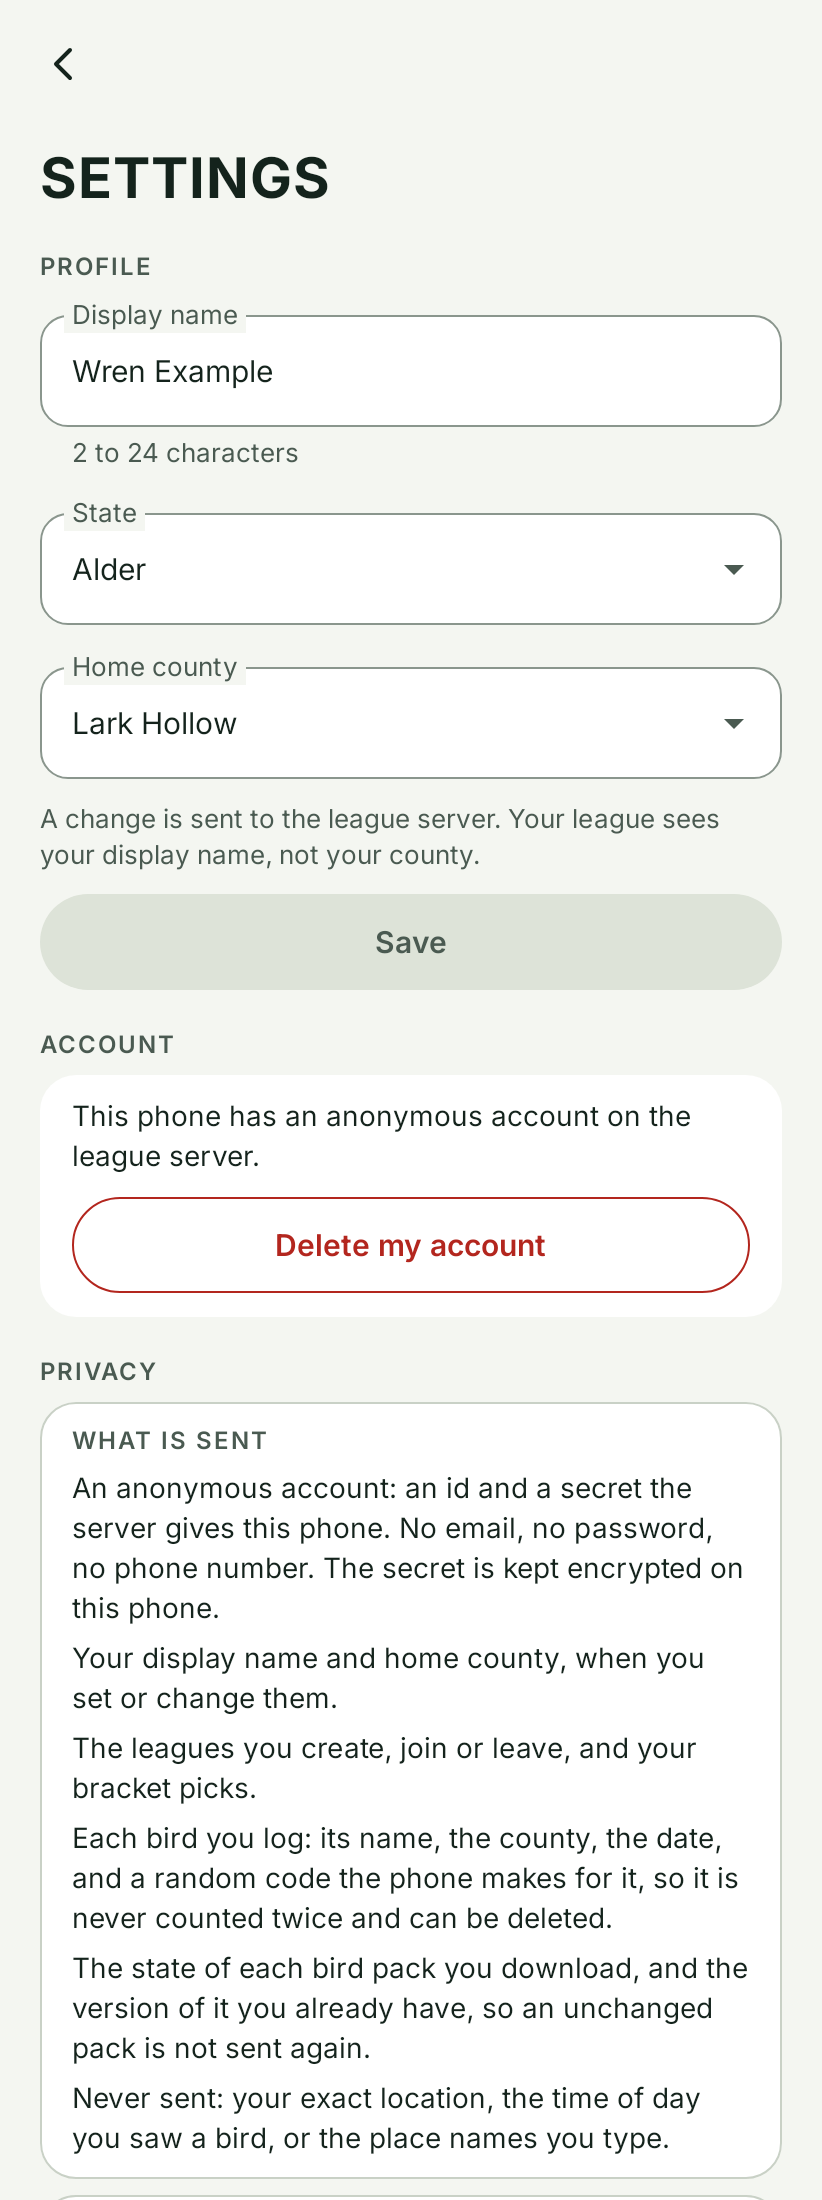 SETTINGS
PROFILE
Display name
Wren Example
2 to 24 characters
State
Alder
Home county
Lark Hollow
A change is sent to the league server. Your league sees
your display name, not your county.
Save
ACCOUNT
This phone has an anonymous account on the
league server.
Delete my account
PRIVACY
WHAT IS SENT
An anonymous account: an id and a secret the
server gives this phone. No email, no password,
no phone number. The secret is kept encrypted on
this phone.
Your display name and home county, when you
set or change them.
The leagues you create, join or leave, and your
bracket picks.
Each bird you log: its name, the county, the date,
and a random code the phone makes for it, so it is
never counted twice and can be deleted.
The state of each bird pack you download, and the
version of it you already have, so an unchanged
pack is not sent again.
Never sent: your exact location, the time of day
you saw a bird, or the place names you type.